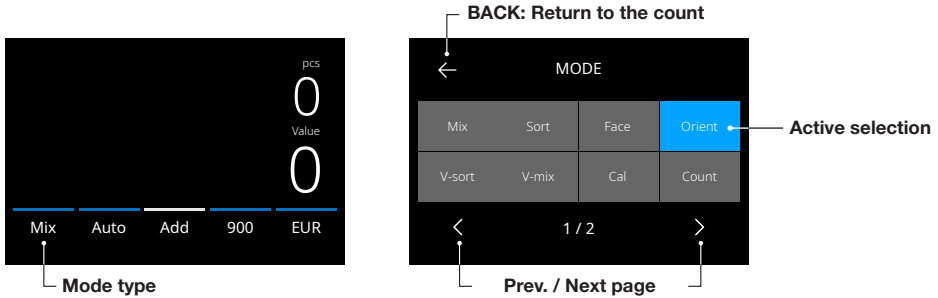 BACK: Return to the count
pcs
0
Value
0
Mix Auto Add 900 EUR
Mode type
MODE
Mix Sort Face Orient
Active selection
V-sort V-mix Cal Count
1 / 2
Prev. / Next page